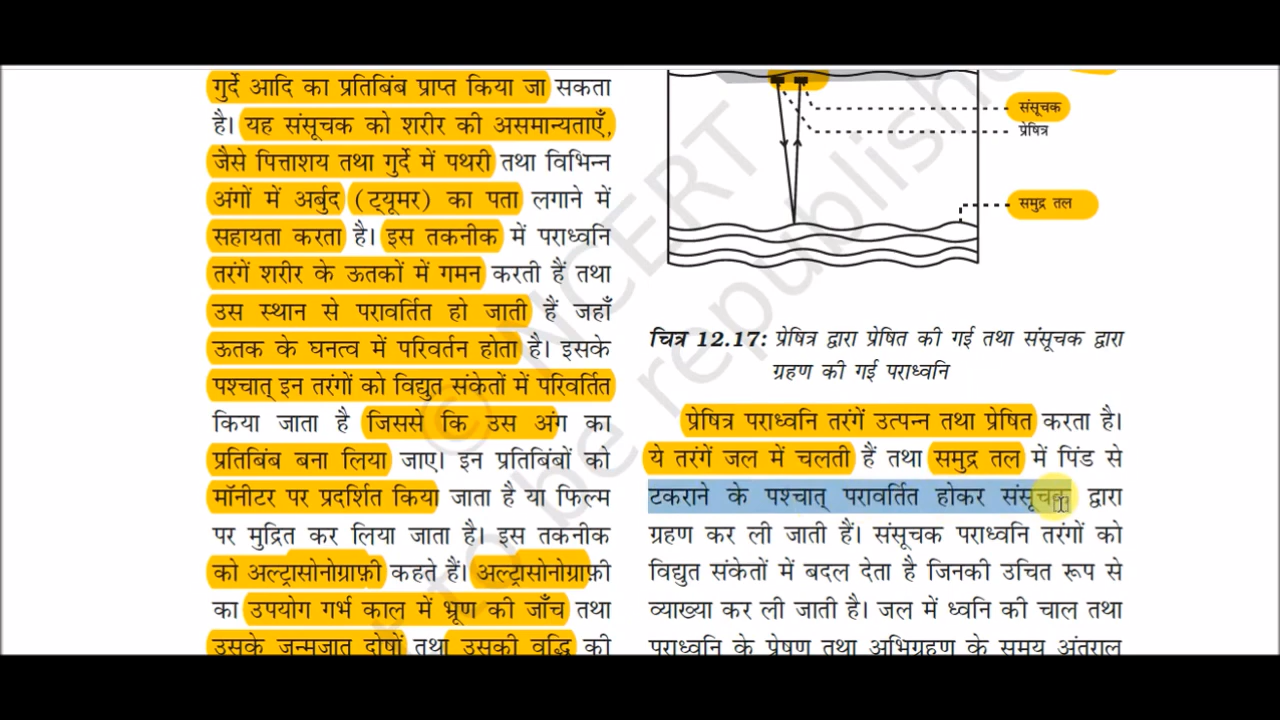 गुर्दे आदि का प्रतिबिंब प्राप्त किया जा सकता
है। यह संसूचक को शरीर की असमान्यताएँ,
जैसे पित्ताशय तथा गुर्दे में पथरी तथा विभिन्न
अंगों में अर्बुद (ट्यूमर) का पता लगाने में
सहायता करता है। इस तकनीक में पराध्वनि
तरंगें शरीर के ऊतकों में गमन करती हैं तथा
उस स्थान से परावर्तित हो जाती हैं जहाँ
ऊतक के घनत्व में परिवर्तन होता है। इसके
पश्चात् इन तरंगों को विद्युत संकेतों में परिवर्तित
किया जाता है जिससे कि उस अंग का
प्रतिबिंब बना लिया जाए। इन प्रतिबिंबों को
मॉनीटर पर प्रदर्शित किया जाता है या फिल्म
पर मुद्रित कर लिया जाता है। इस तकनीक
को अल्ट्रासोनोग्राफ़ी कहते हैं। अल्ट्रासोनोग्राफ़ी
का उपयोग गर्भ काल में भ्रूण की जाँच तथा
उसके जन्मजात दोषों तथा उसकी वृद्धि की
संसूचक
प्रेषित्र
समुद्र तल
चित्र 12.17: प्रेषित्र द्वारा प्रेषित की गई तथा संसूचक द्वारा
ग्रहण की गई पराध्वनि
प्रेषित्र पराध्वनि तरंगें उत्पन्न तथा प्रेषित करता है।
ये तरंगें जल में चलती हैं तथा समुद्र तल में पिंड से
टकराने के पश्चात् परावर्तित होकर संसूचक द्वारा
ग्रहण कर ली जाती हैं। संसूचक पराध्वनि तरंगों को
विद्युत संकेतों में बदल देता है जिनकी उचित रूप से
व्याख्या कर ली जाती है। जल में ध्वनि की चाल तथा
पराध्वनि के प्रेषण तथा अभिग्रहण के समय अंतराल
© NCERT
to be republishe